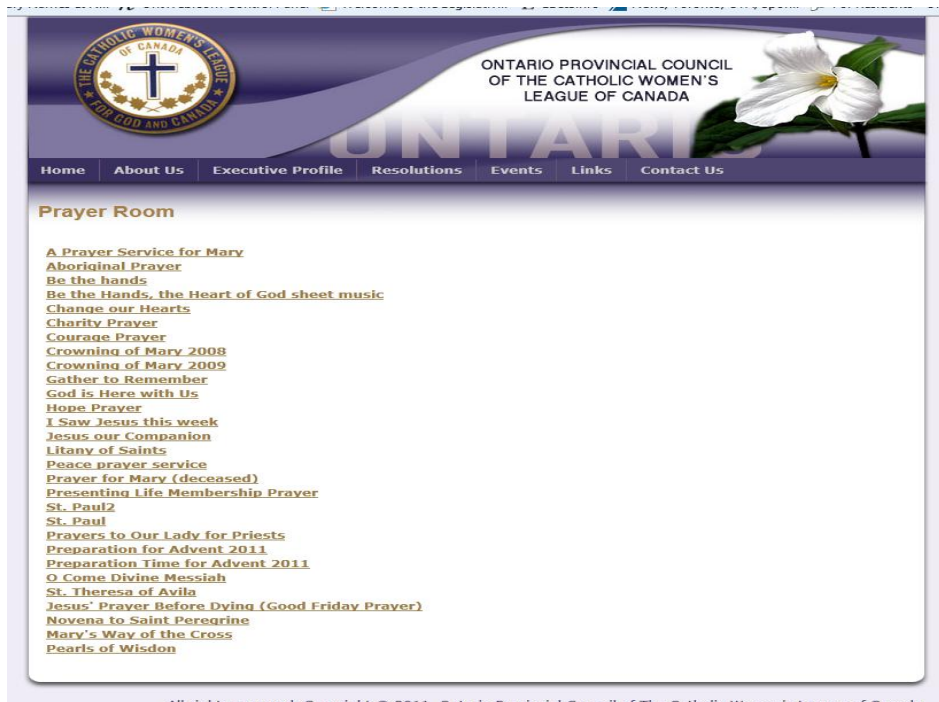 THE CATHOLIC WOMEN'S LEAGUE
OF CANADA
FOR GOD AND CANADA
ONTARIO PROVINCIAL COUNCIL
OF THE CATHOLIC WOMEN'S
LEAGUE OF CANADA
ONTARIO
Home About Us Executive Profile Resolutions Events Links Contact Us
Prayer Room
A Prayer Service for Mary
Aboriginal Prayer
Be the hands
Be the Hands, the Heart of God sheet music
Change our Hearts
Charity Prayer
Courage Prayer
Crowning of Mary 2008
Crowning of Mary 2009
Gather to Remember
God is Here with Us
Hope Prayer
I Saw Jesus this week
Jesus our Companion
Litany of Saints
Peace prayer service
Prayer for Mary (deceased)
Presenting Life Membership Prayer
St. Paul2
St. Paul
Prayers to Our Lady for Priests
Preparation for Advent 2011
Preparation Time for Advent 2011
O Come Divine Messiah
St. Theresa of Avila
Jesus' Prayer Before Dying (Good Friday Prayer)
Novena to Saint Peregrine
Mary's Way of the Cross
Pearls of Wisdon